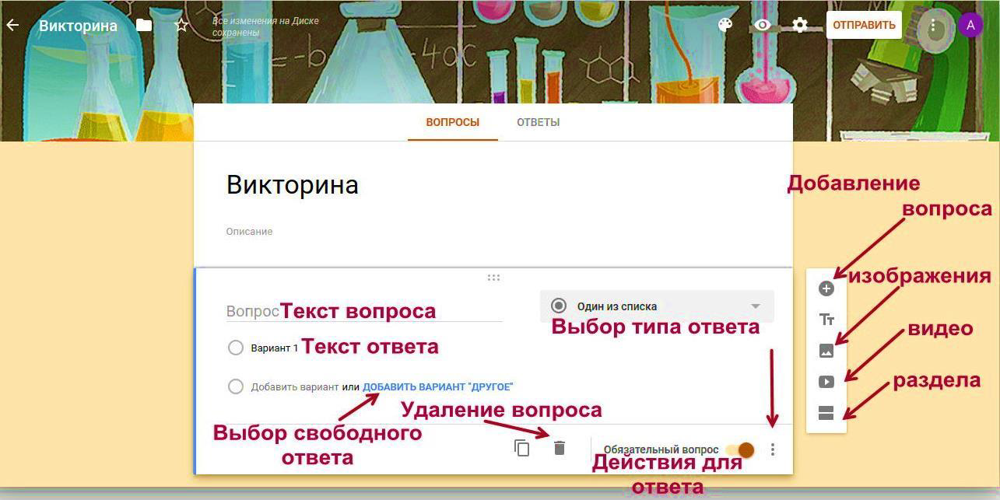 Викторина
Все изменения на Диске
сохранены
ОТПРАВИТЬ
А
ВОПРОСЫ
ОТВЕТЫ
Викторина
Описание
Добавление
вопроса
изображения
видео
раздела
Вопрос
Текст вопроса
Один из списка
Выбор типа ответа
Вариант 1
Текст ответа
Добавить вариант или ДОБАВИТЬ ВАРИАНТ "ДРУГОЕ"
Удаление вопроса
Выбор свободного
ответа
Обязательный вопрос
Действия для
ответа
Tт